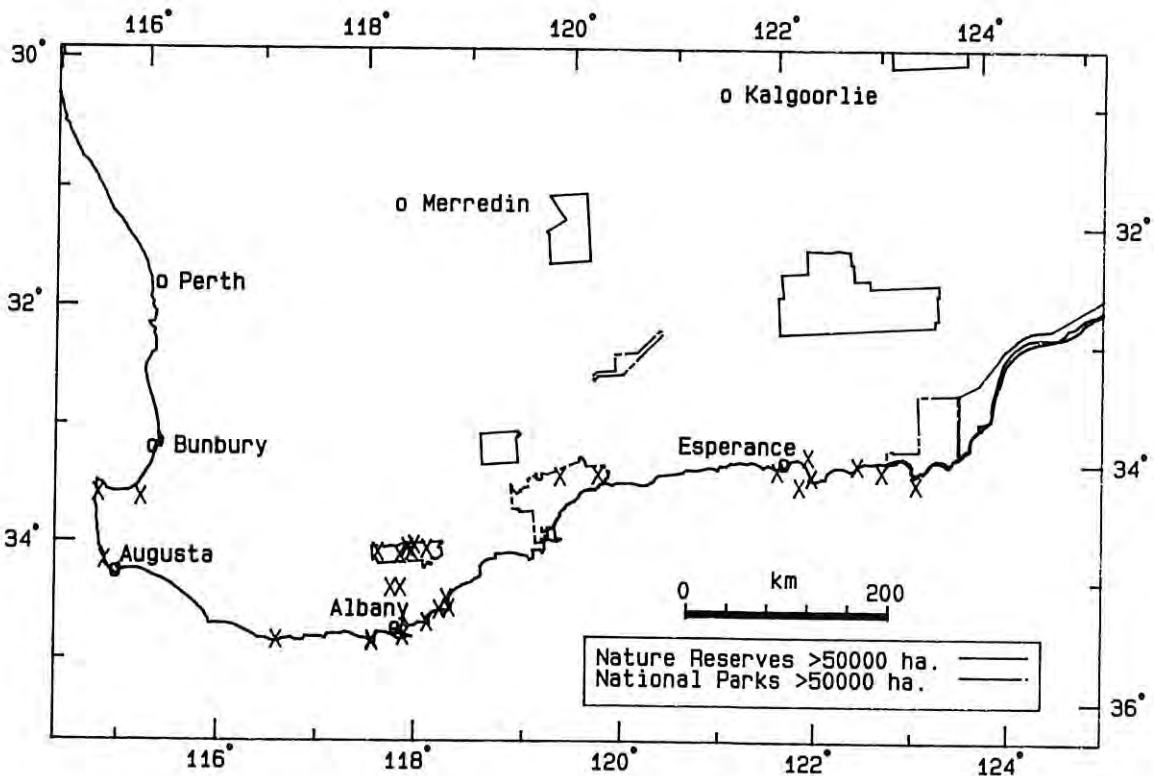 116° 118° 120° 122° 124°
30°
o Kalgoorlie
o Merredin
32°
o Perth
32°
Bunbury
Esperance
34°
34°
Augusta
0 km 200
Albany
Nature Reserves >50000 ha.
National Parks >50000 ha.
36°
116° 118° 120° 122° 124°